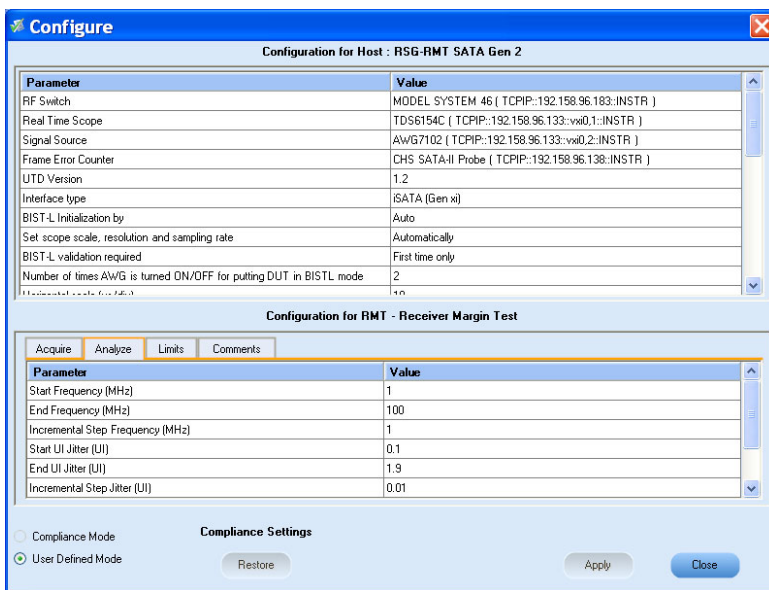 Configure
Configuration for Host : RSG-RMT SATA Gen 2
Parameter Value
RF Switch MODEL SYSTEM 46 ( TCPIP::192.158.96.183::INSTR )
Real Time Scope TDS6154C ( TCPIP::192.158.96.133::vxi0,1::INSTR )
Signal Source AWG7102 ( TCPIP::192.158.96.133::vxi0,2::INSTR )
Frame Error Counter CHS SATA-II Probe ( TCPIP::192.158.96.138::INSTR )
UTD Version 1.2
Interface type iSATA (Gen xi)
BIST-L Initialization by Auto
Set scope scale, resolution and sampling rate Automatically
BIST-L validation required First time only
Number of times AWG is turned ON/OFF for putting DUT in BISTL mode 2
Configuration for RMT - Receiver Margin Test
Acquire Analyze Limits Comments
Parameter Value
Start Frequency (MHz) 1
End Frequency (MHz) 100
Incremental Step Frequency (MHz) 1
Start UI Jitter (UI) 0.1
End UI Jitter (UI) 1.9
Incremental Step Jitter (UI) 0.01
Compliance Mode Compliance Settings
User Defined Mode Restore Apply Close